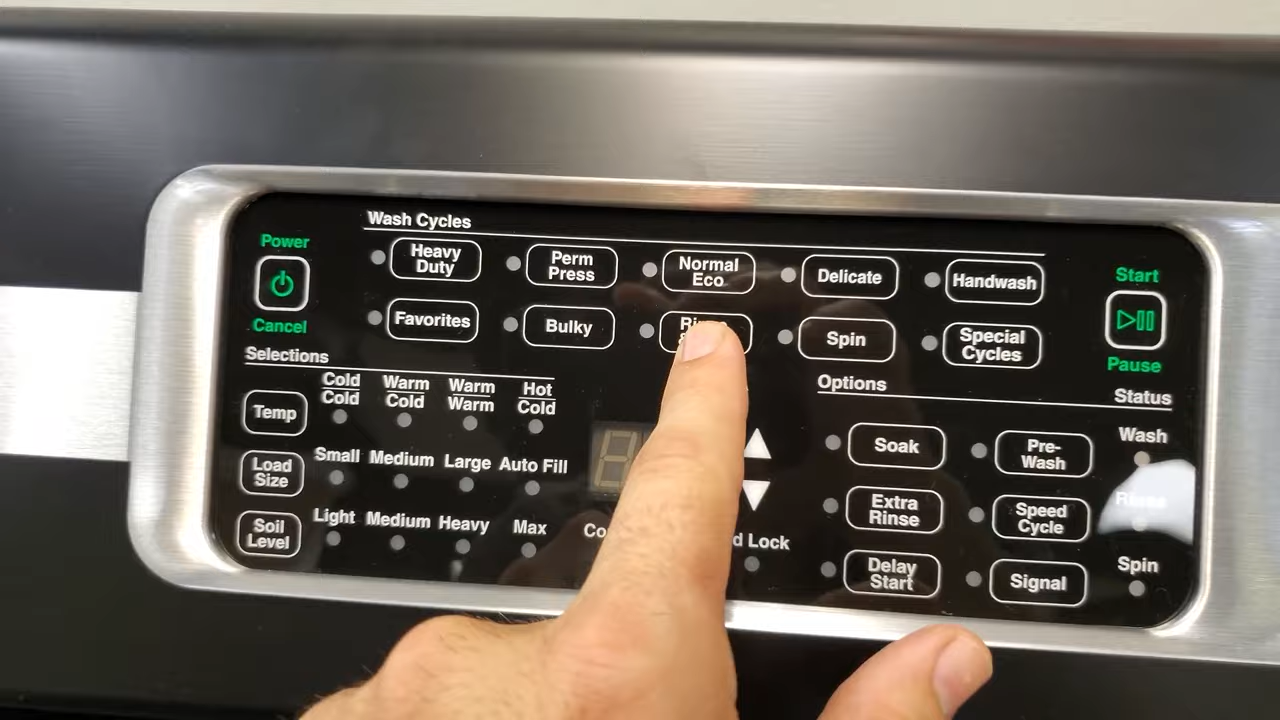 Wash Cycles
Power
Cancel
Heavy
Duty
Perm
Press
Normal
Eco
Delicate
Handwash
Favorites
Bulky
Spin
Special
Cycles
Start
Pause
Selections
Temp
Cold
Cold
Warm
Cold
Warm
Warm
Hot
Cold
Load
Size
Small Medium Large Auto Fill
Soil
Level
Light Medium Heavy Max
Lock
Options
Soak
Pre-
Wash
Extra
Rinse
Speed
Cycle
Delay
Start
Signal
Status
Wash
Rinse
Spin